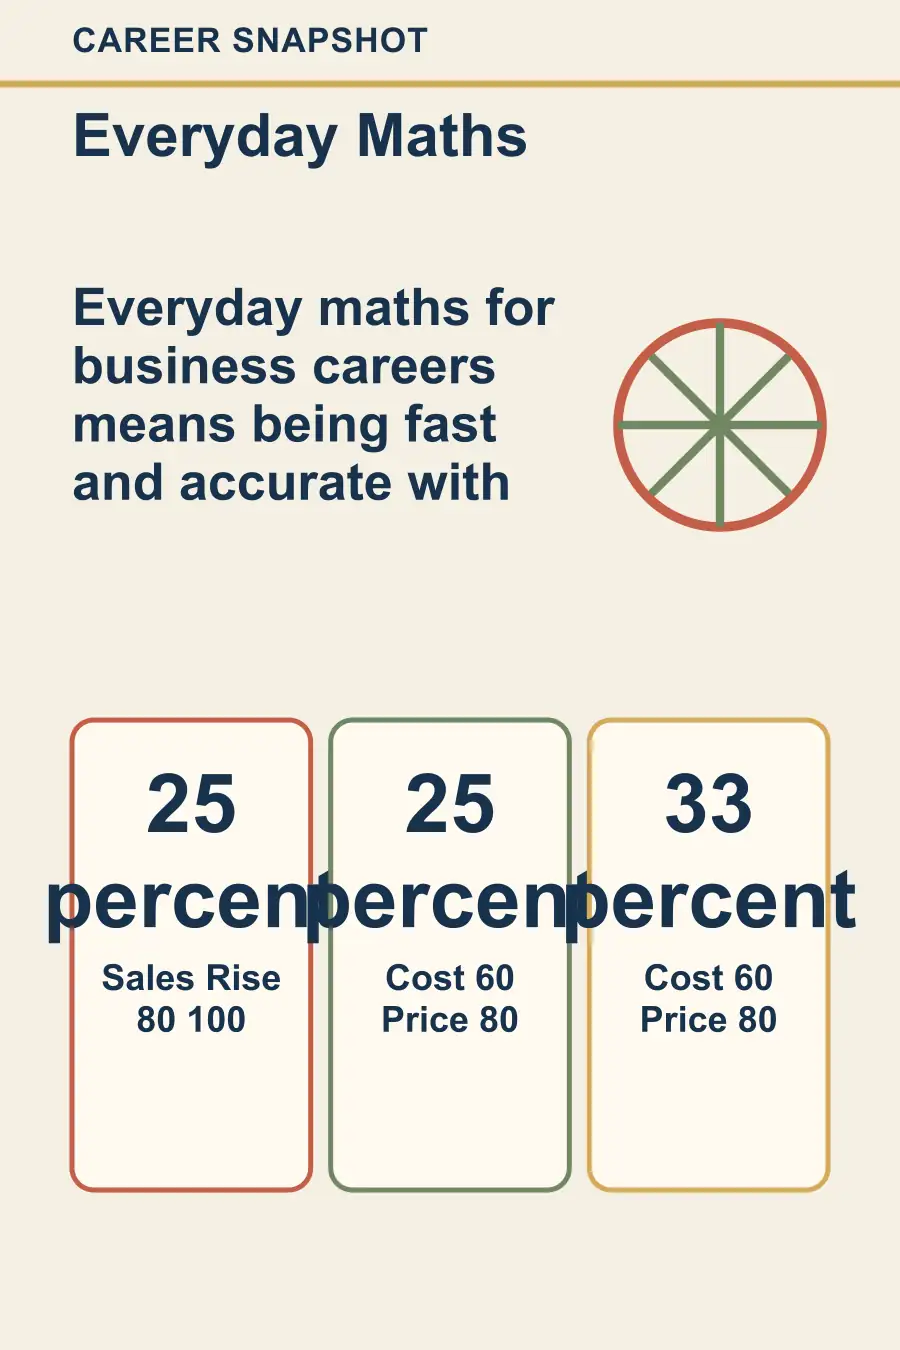 CAREER SNAPSHOT
Everyday Maths
Everyday maths for
business careers
means being fast
and accurate with
25
percent
Sales Rise
80 100
25
percent
Cost 60
Price 80
33
percent
Cost 60
Price 80